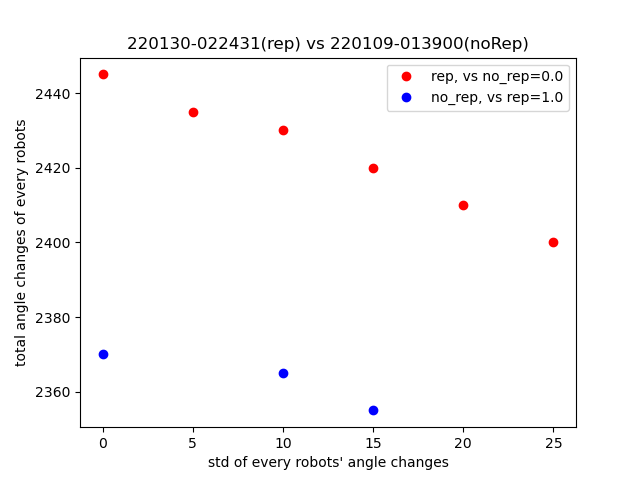 220130-022431(rep) vs 220109-013900(noRep)
rep, vs no_rep=0.0
no_rep, vs rep=1.0
total angle changes of every robots
2440
2420
2400
2380
2360
0 5 10 15 20 25
std of every robots' angle changes